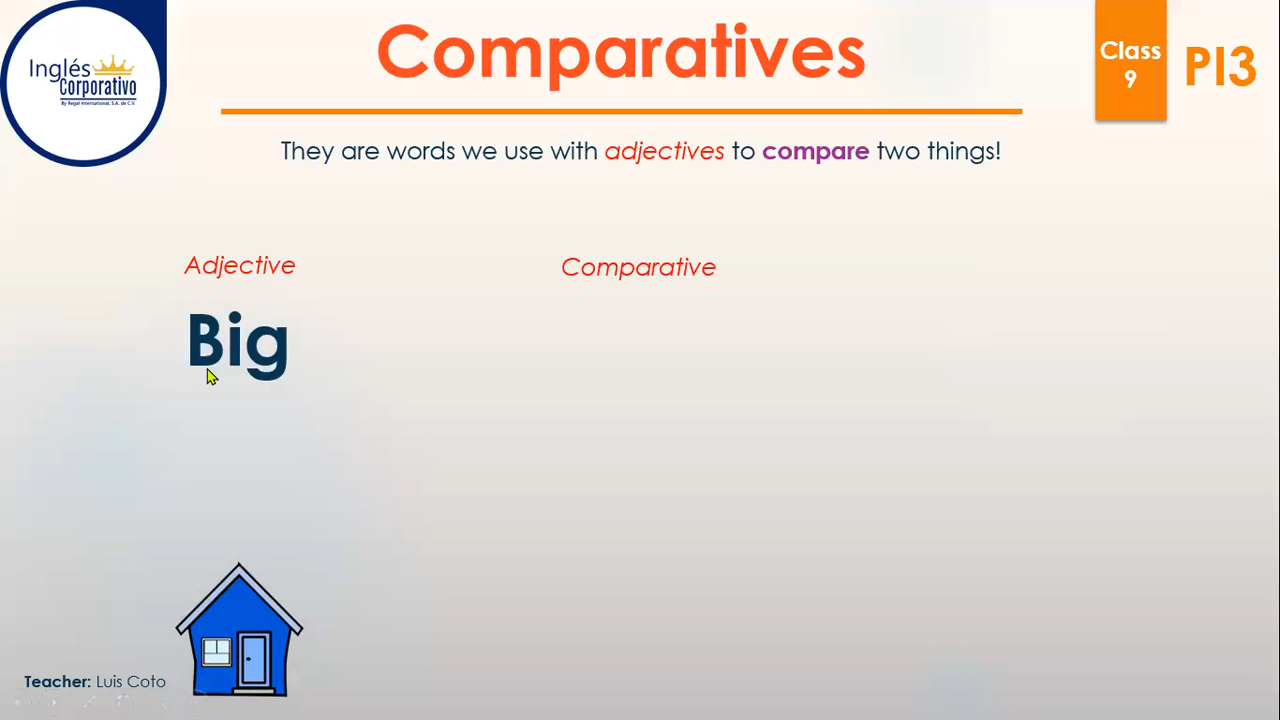 Inglés
Corporativo
By Regal International, S.A. de C.V.
Comparatives
Class
9
PI3
They are words we use with adjectives to compare two things!
Adjective
Comparative
Big
Teacher: Luis Coto